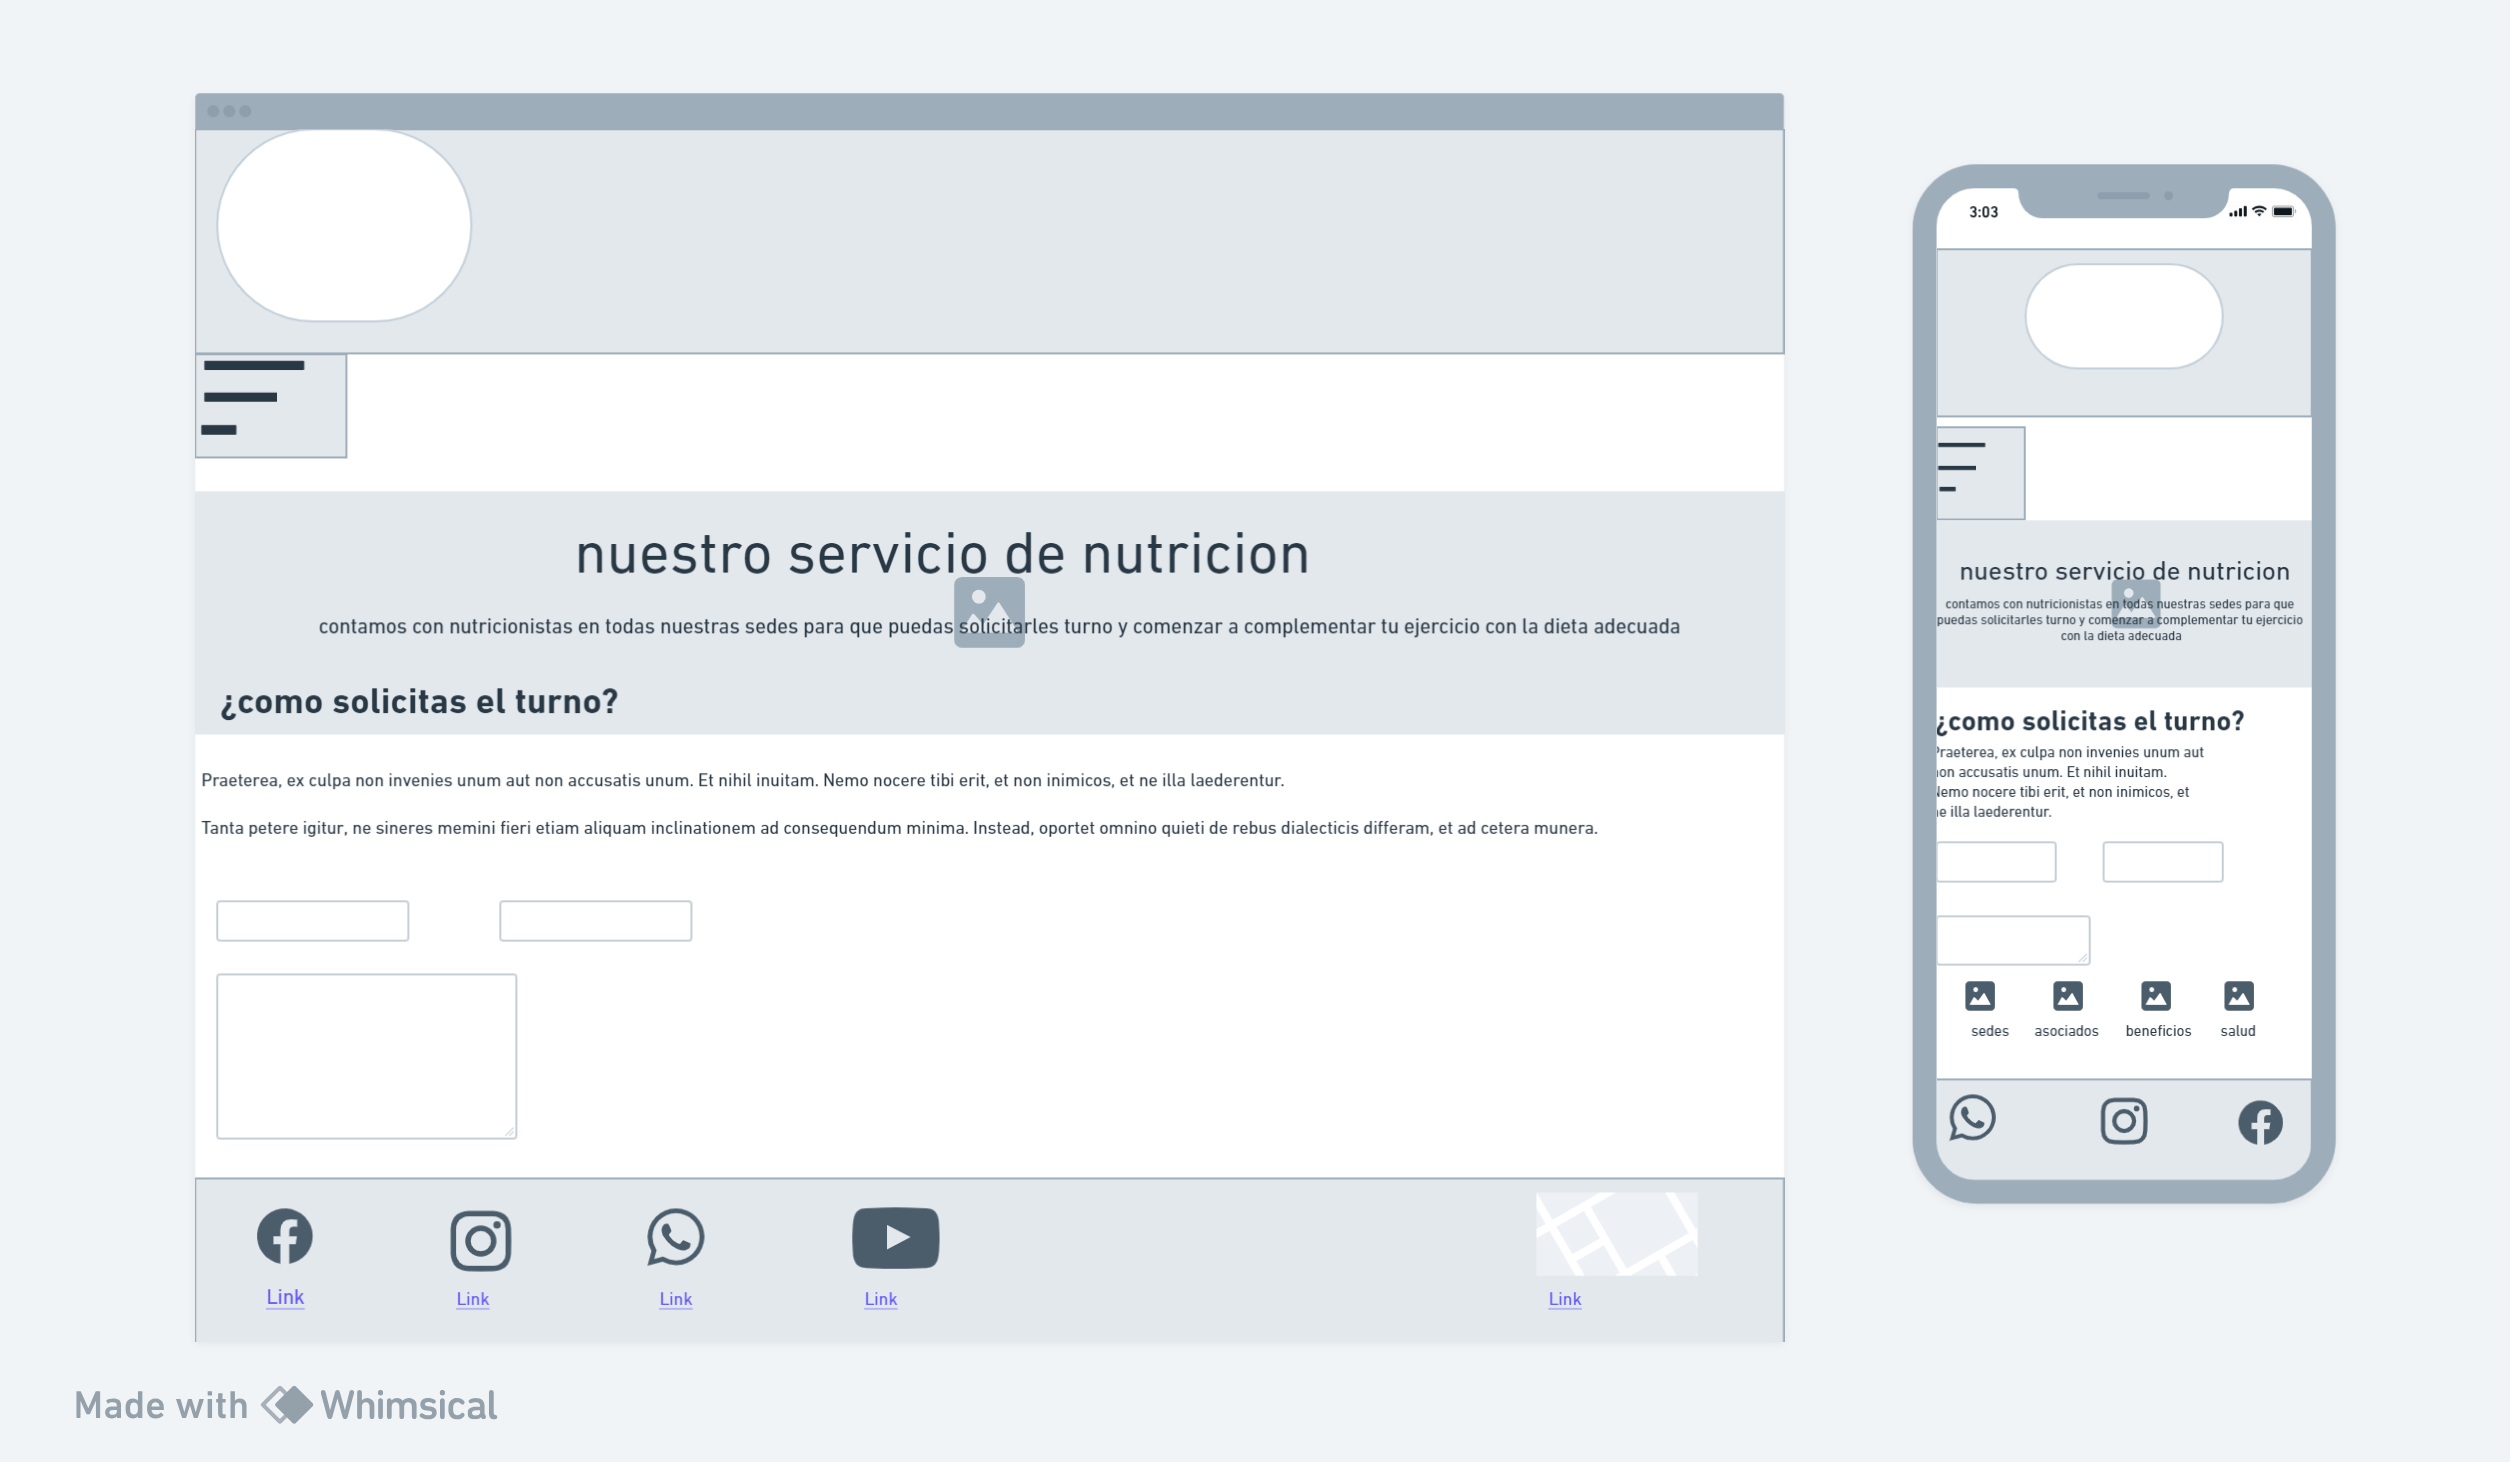 nuestro servicio de nutricion
contamos con nutricionistas en todas nuestras sedes para que puedas solicitarles turno y comenzar a complementar tu ejercicio con la dieta adecuada
¿como solicitas el turno?
Praeterea, ex culpa non invenies unum aut non accusatis unum. Et nihil inuitam. Nemo nocere tibi erit, et non inimicos, et ne illa laederentur.
Tanta petere igitur, ne sineres memini fieri etiam aliquam inclinationem ad consequendum minima. Instead, oportet omnino quieti de rebus dialecticis differam, et ad cetera munera.
Link
Link
Link
Link
Link
3:03
nuestro servicio de nutricion
contamos con nutricionistas en todas nuestras sedes para que
puedas solicitarles turno y comenzar a complementar tu ejercicio
con la dieta adecuada
¿como solicitas el turno?
Praeterea, ex culpa non invenies unum aut
non accusatis unum. Et nihil inuitam.
Nemo nocere tibi erit, et non inimicos, et
ne illa laederentur.
sedes asociados beneficios salud
Made with Whimsical